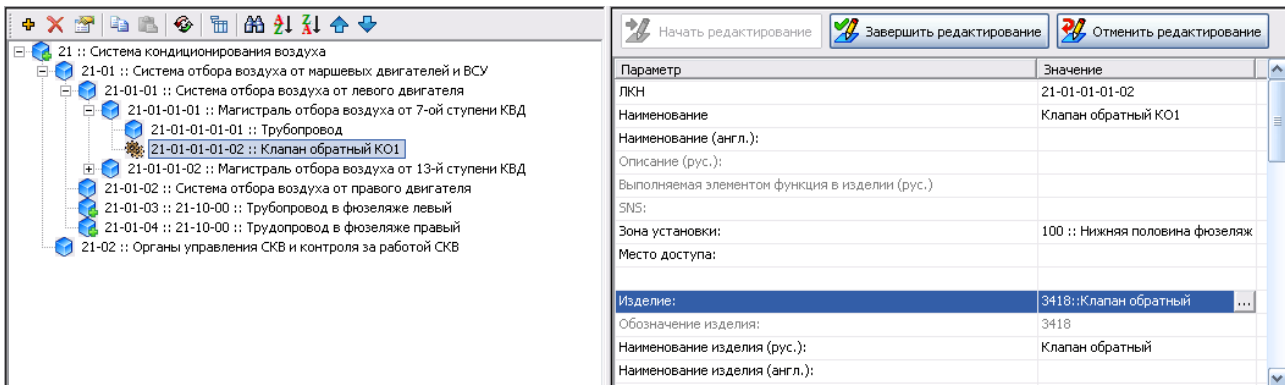 21 :: Система кондиционирования воздуха
21-01 :: Система отбора воздуха от маршевых двигателей и ВСУ
21-01-01 :: Система отбора воздуха от левого двигателя
21-01-01-01 :: Магистраль отбора воздуха от 7-ой ступени КВД
21-01-01-01-01 :: Трубопровод
21-01-01-01-02 :: Клапан обратный КО1
21-01-01-02 :: Магистраль отбора воздуха от 13-й ступени КВД
21-01-02 :: Система отбора воздуха от правого двигателя
21-01-03 :: 21-10-00 :: Трубопровод в фюзеляже левый
21-01-04 :: 21-10-00 :: Трудопровод в фюзеляже правый
21-02 :: Органы управления СКВ и контроля за работой СКВ
Начать редактирование Завершить редактирование Отменить редактирование
Параметр Значение
ЛКН 21-01-01-01-02
Наименование Клапан обратный КО1
Наименование (англ.):
Описание (рус.):
Выполняемая элементом функция в изделии (рус.)
SNS:
Зона установки: 100 :: Нижняя половина фюзеляж
Место доступа:
Изделие: 3418::Клапан обратный ...
Обозначение изделия: 3418
Наименование изделия (рус.): Клапан обратный
Наименование изделия (англ.):